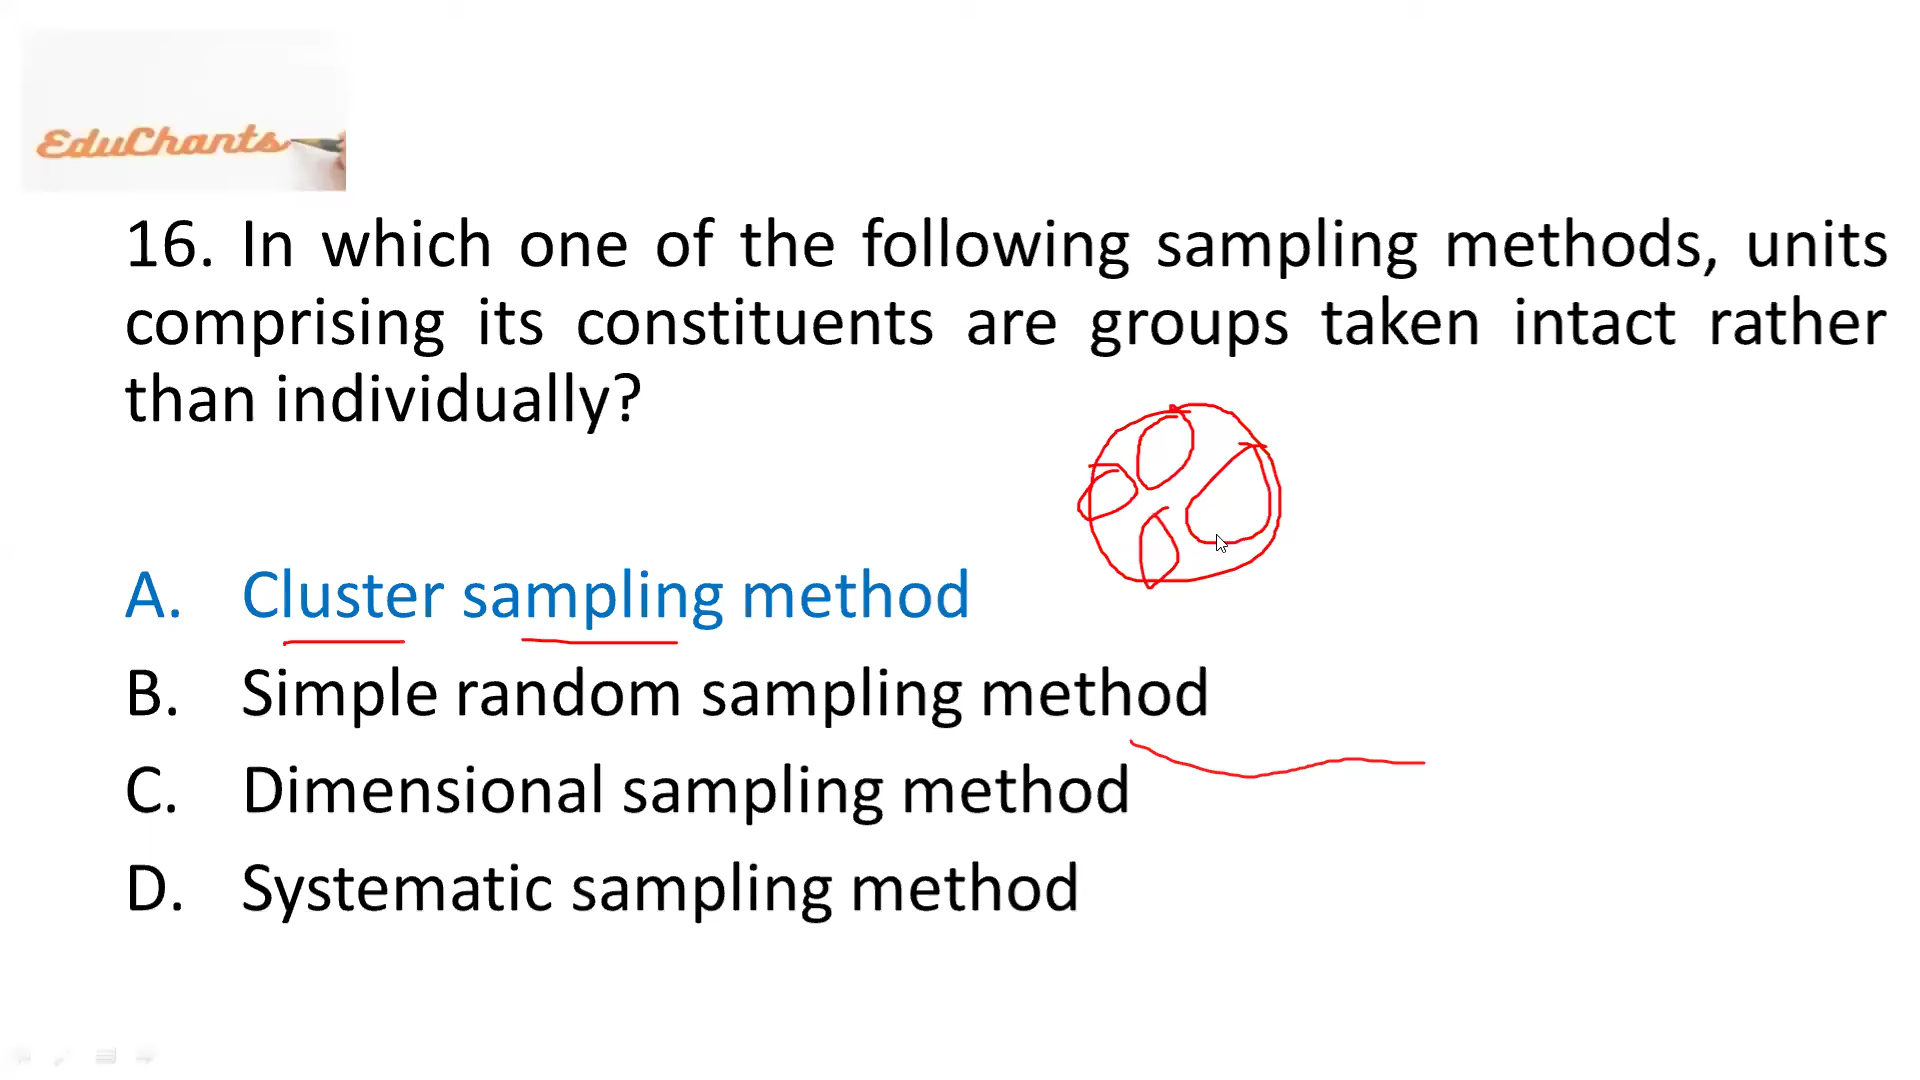 EduChants
16. In which one of the following sampling methods, units
comprising its constituents are groups taken intact rather
than individually?
A. Cluster sampling method
B. Simple random sampling method
C. Dimensional sampling method
D. Systematic sampling method